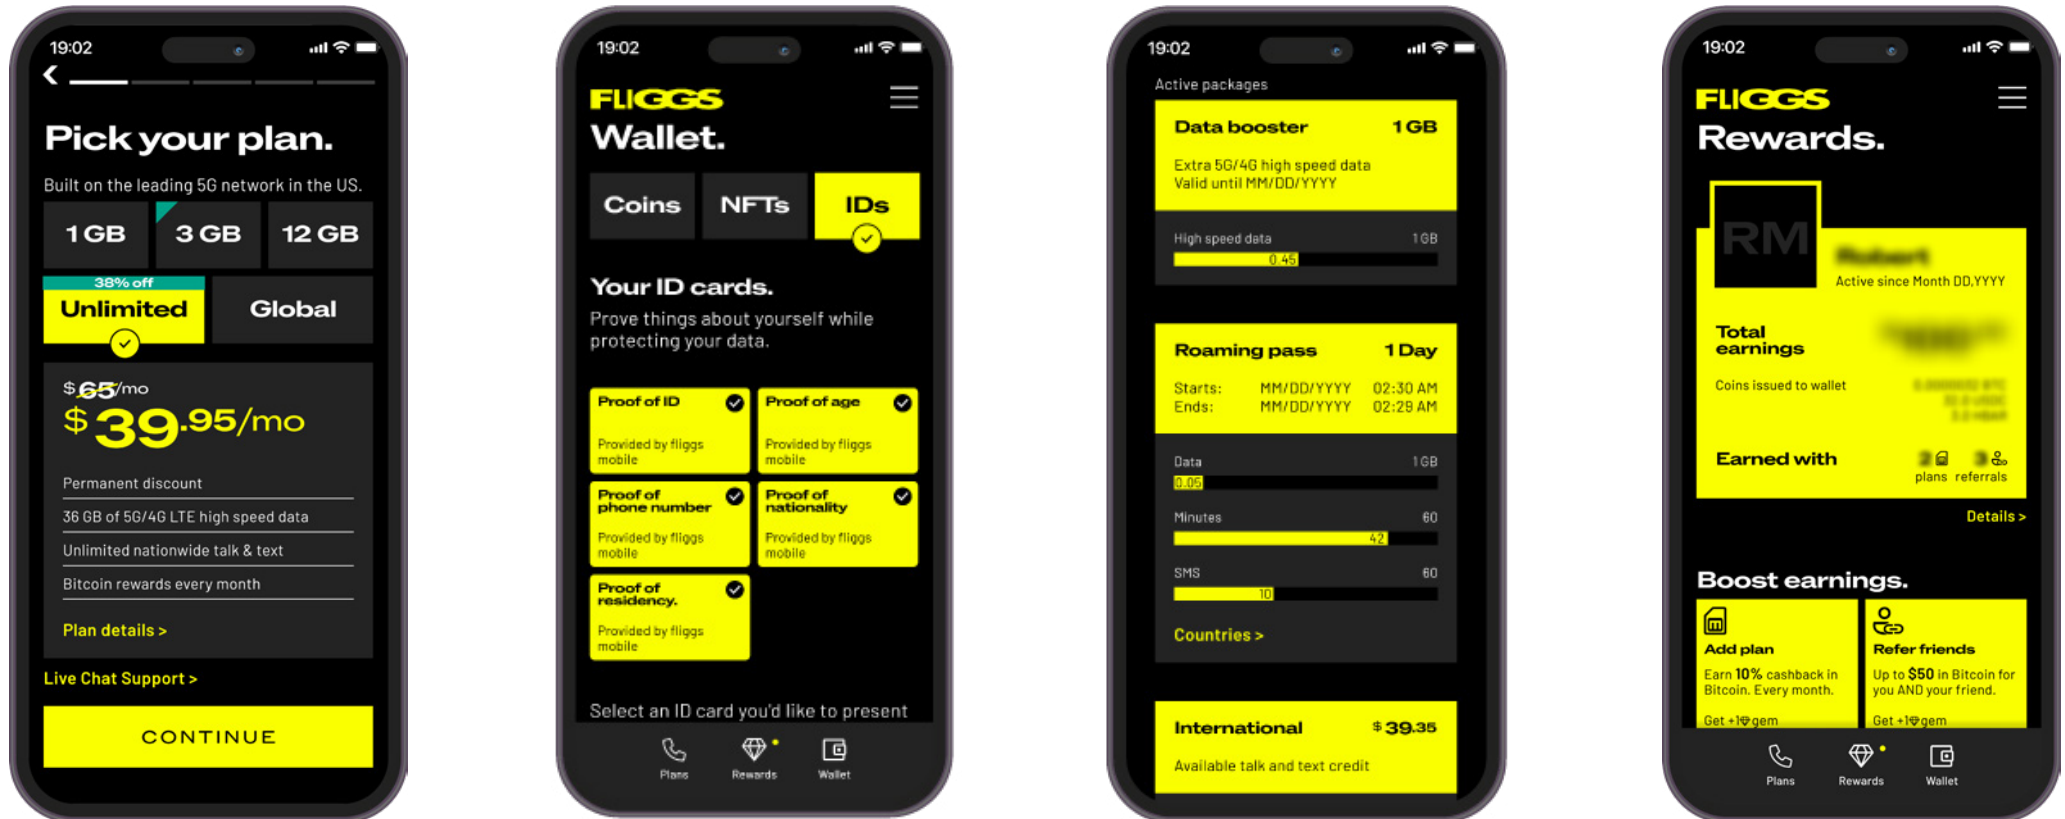 19:02
Pick your plan.
Built on the leading 5G network in the US.
1 GB
3 GB
12 GB
38% off
Unlimited
Global
$65/mo
$39.95/mo
Permanent discount
36 GB of 5G/4G LTE high speed data
Unlimited nationwide talk & text
Bitcoin rewards every month
Plan details >
Live Chat Support >
CONTINUE
19:02
FLIGGS
Wallet.
Coins
NFTs
IDs
Your ID cards.
Prove things about yourself while
protecting your data.
Proof of ID
Provided by fliggs
mobile
Proof of age
Provided by fliggs
mobile
Proof of
phone number
Provided by fliggs
mobile
Proof of
nationality
Provided by fliggs
mobile
Proof of
residency.
Provided by fliggs
mobile
Select an ID card you'd like to present
Plans
Rewards
Wallet
19:02
Active packages
Data booster 1 GB
Extra 5G/4G high speed data
Valid until MM/DD/YYYY
High speed data 1 GB
0.45
Roaming pass 1 Day
Starts: MM/DD/YYYY 02:30 AM
Ends: MM/DD/YYYY 02:29 AM
Data 1 GB
0.05
Minutes 60
42
SMS 60
10
Countries >
International $39.35
Available talk and text credit
19:02
FLIGGS
Rewards.
RM
Robert
Active since Month DD,YYYY
Total
earnings
Coins issued to wallet
Earned with
2
plans
3
referrals
Details >
Boost earnings.
Add plan
Earn 10% cashback in
Bitcoin. Every month.
Get +1 gem
Refer friends
Up to $50 in Bitcoin for
you AND your friend.
Get +1 gem
Plans
Rewards
Wallet